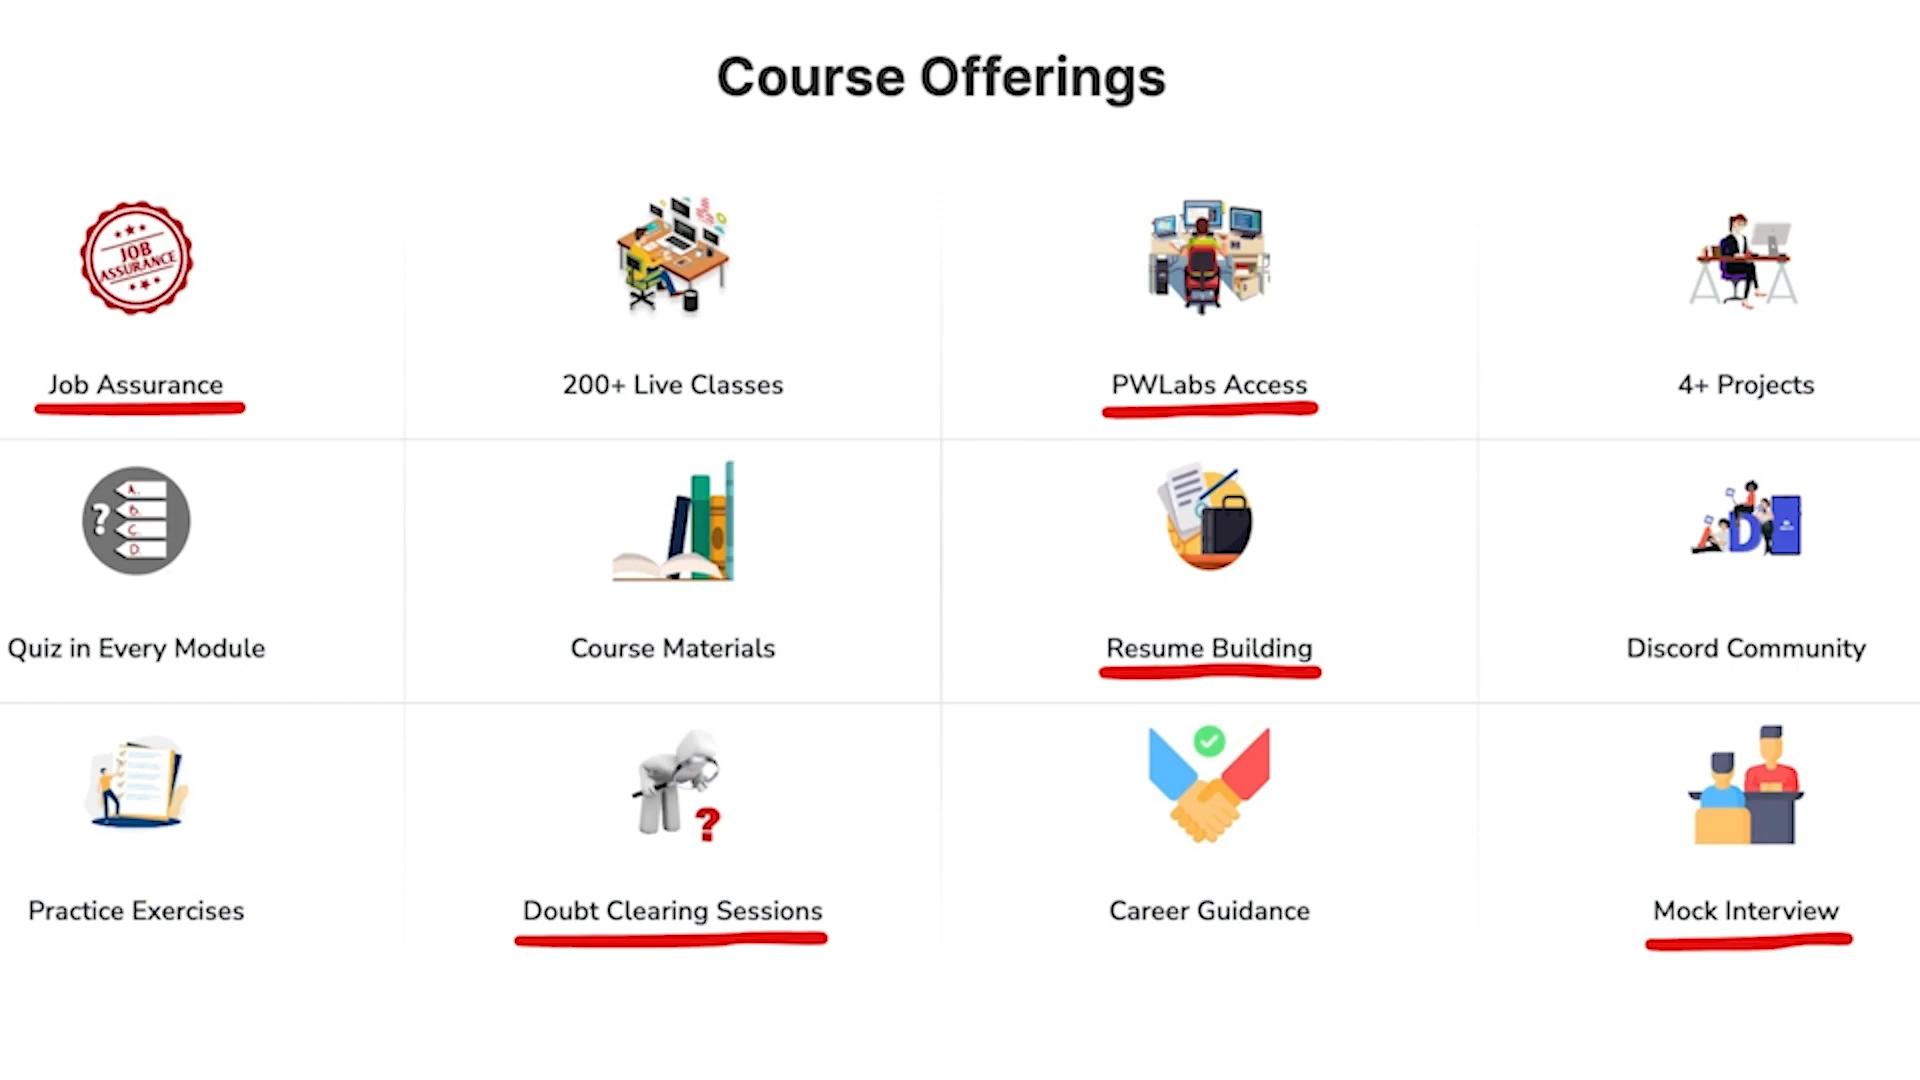 Course Offerings
JOB
ASSURANCE
Job Assurance
200+ Live Classes
PWLabs Access
4+ Projects
?
A.
B.
C.
D.
Quiz in Every Module
Course Materials
Resume Building
D
Discord Community
?
Practice Exercises
Doubt Clearing Sessions
Career Guidance
Mock Interview